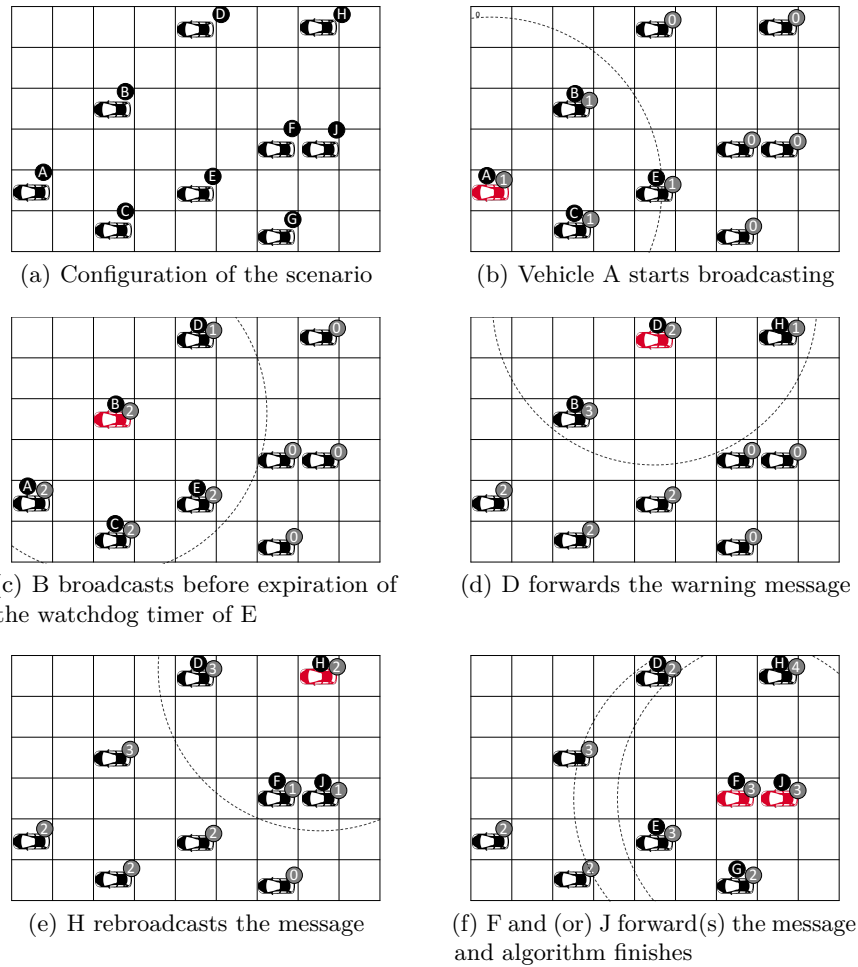 D H
B
F J
A E
C G
(a) Configuration of the scenario
0
0 0
B 1
0 0
A 1 E 1
C 1 0
(b) Vehicle A starts broadcasting
D 1 0
B 2
0 0
A 2 E 2
C 2 0
c) B broadcasts before expiration of
the watchdog timer of E
D 2 H 1
B 3
0 0
2 2
2 0
(d) D forwards the warning message
D 3 H 2
3
F 1 J 1
2 2
2 0
(e) H rebroadcasts the message
D 2 H 4
3
F 3 J 3
2 E 3
2 G 2
(f) F and (or) J forward(s) the message
and algorithm finishes